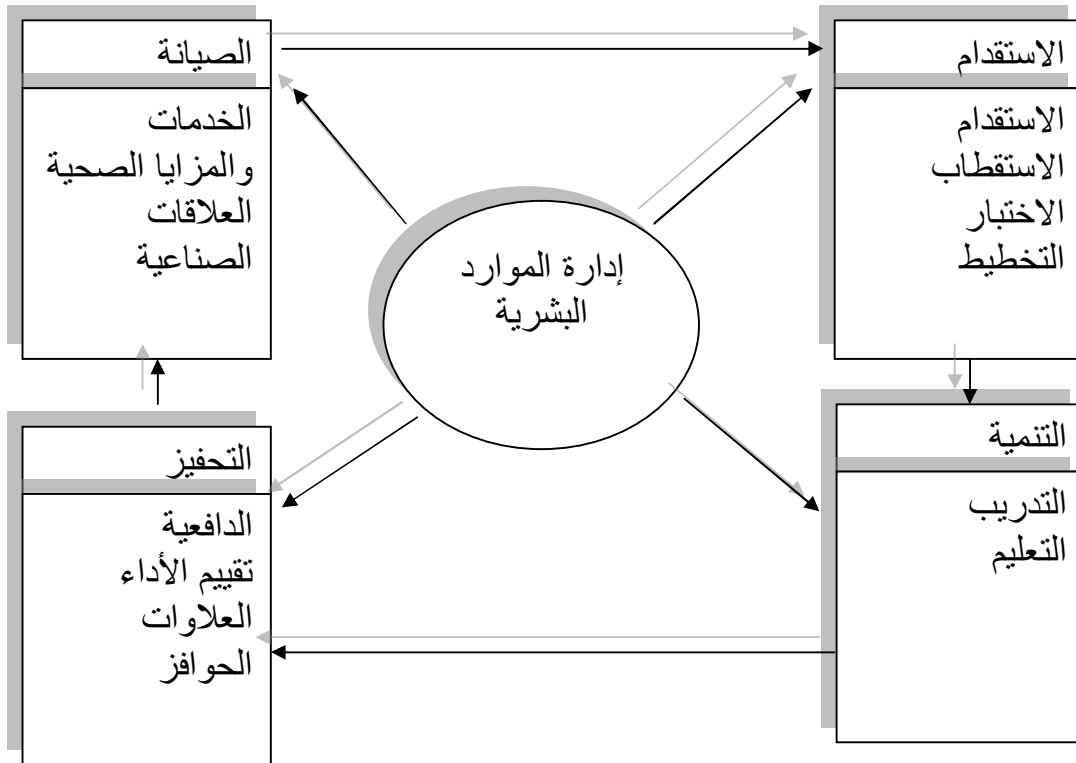 الاستقدام
الاستقدام
الاستقطاب
الاختبار
التخطيط
الصيانة
الخدمات
والمزايا الصحية
العلاقات
الصناعية
إدارة الموارد
البشرية
التنمية
التدريب
التعليم
التحفيز
الدافعية
تقييم الأداء
العلاوات
الحوافز